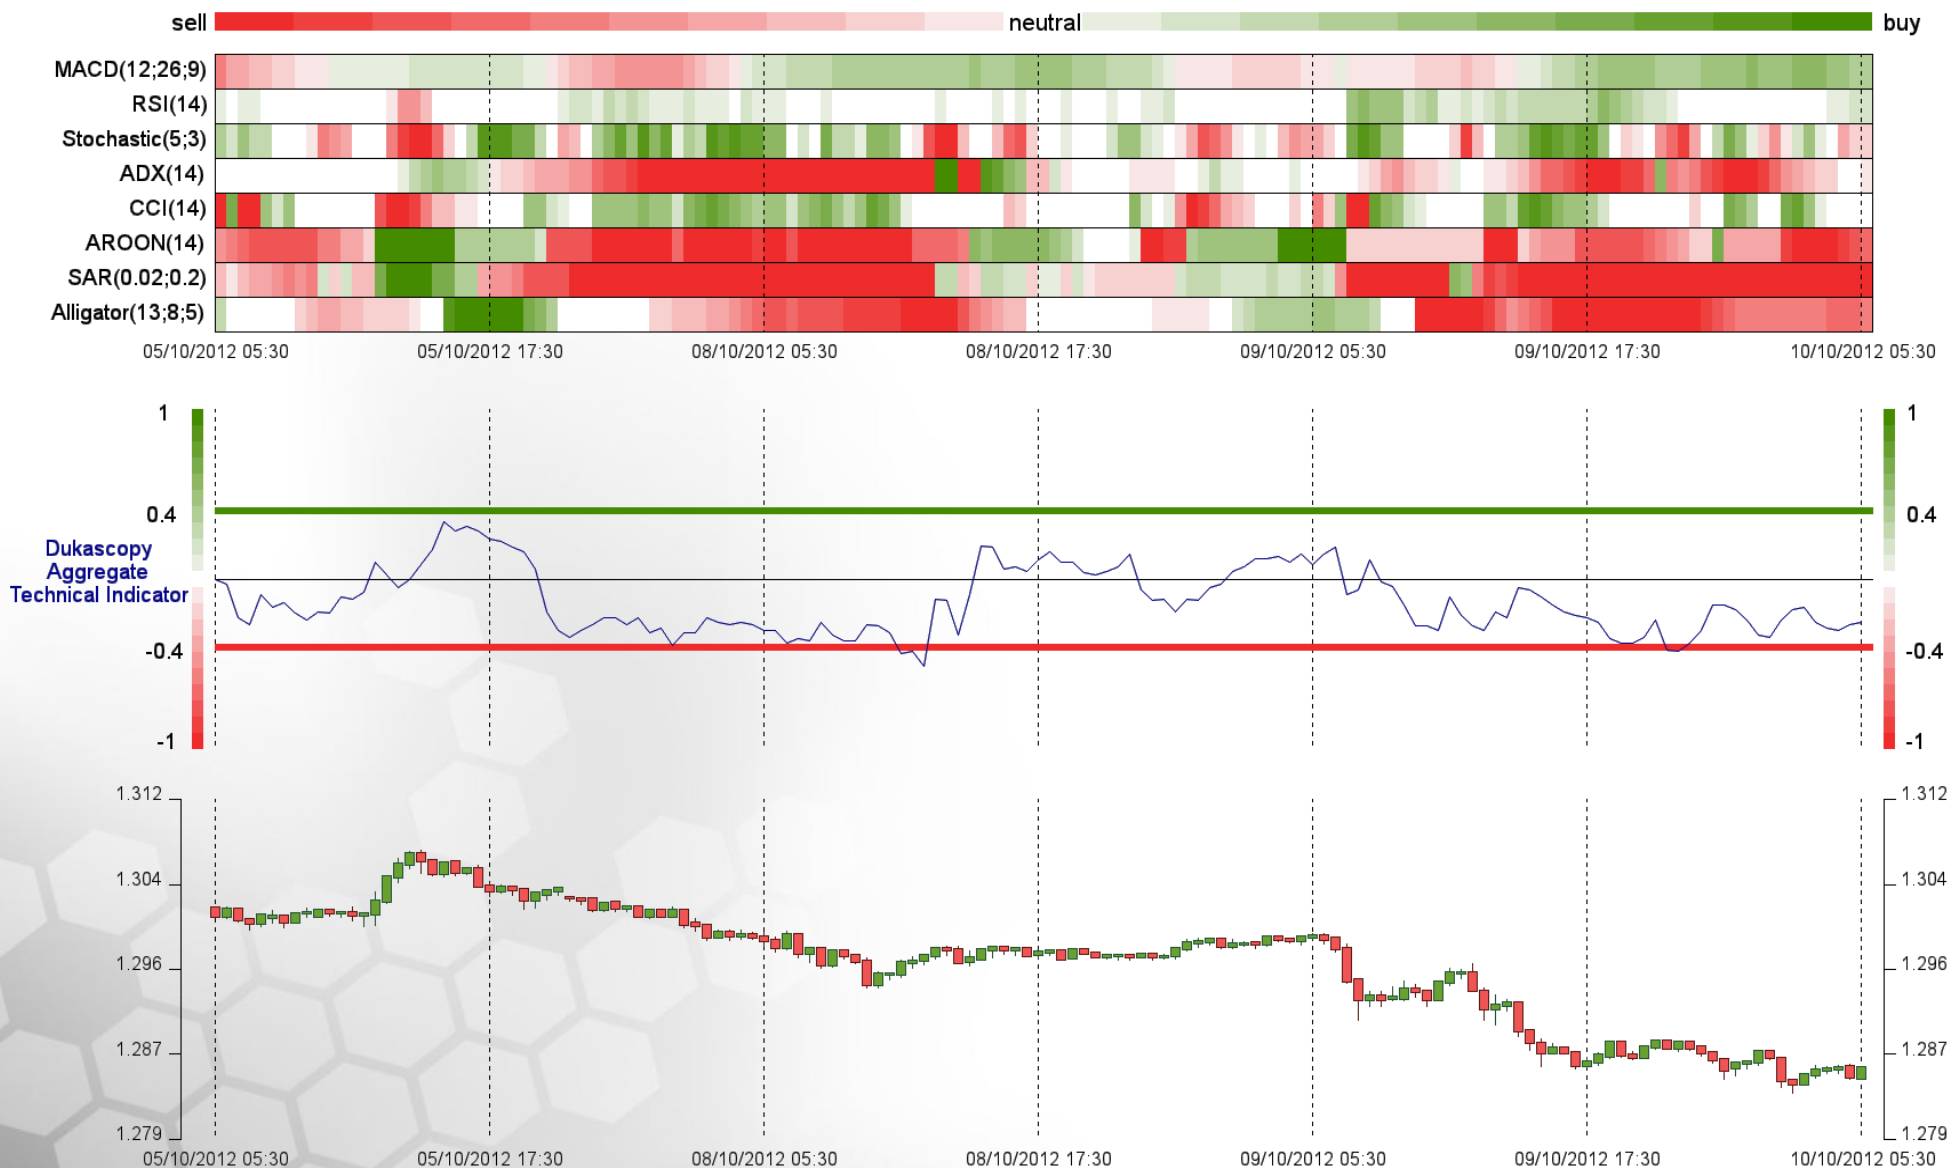 sell neutral buy
MACD(12;26;9)
RSI(14)
Stochastic(5;3)
ADX(14)
CCI(14)
AROON(14)
SAR(0.02;0.2)
Alligator(13;8;5)
05/10/2012 05:30 05/10/2012 17:30 08/10/2012 05:30 08/10/2012 17:30 09/10/2012 05:30 09/10/2012 17:30 10/10/2012 05:30
1 1
0.4 0.4
Dukascopy
Aggregate
Technical Indicator
-0.4 -0.4
-1 -1
1.312 1.312
1.304 1.304
1.296 1.296
1.287 1.287
1.279 1.279
05/10/2012 05:30 05/10/2012 17:30 08/10/2012 05:30 08/10/2012 17:30 09/10/2012 05:30 09/10/2012 17:30 10/10/2012 05:30